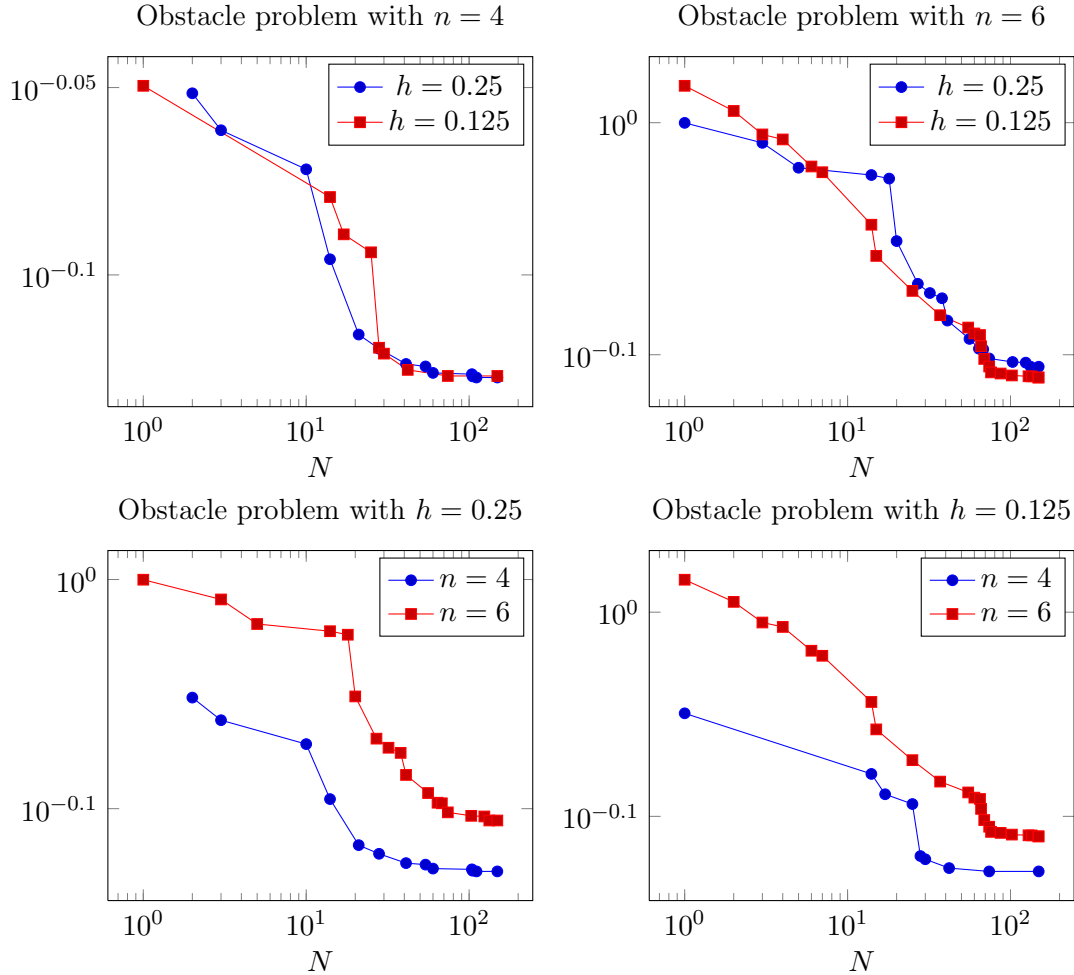 Obstacle problem with n = 4
10^{-0.05}
10^{-0.1}
h = 0.25
h = 0.125
10^0
10^1
10^2
N
Obstacle problem with n = 6
10^0
10^{-0.1}
h = 0.25
h = 0.125
10^0
10^1
10^2
N
Obstacle problem with h = 0.25
10^0
10^{-0.1}
n = 4
n = 6
10^0
10^1
10^2
N
Obstacle problem with h = 0.125
10^0
10^{-0.1}
n = 4
n = 6
10^0
10^1
10^2
N